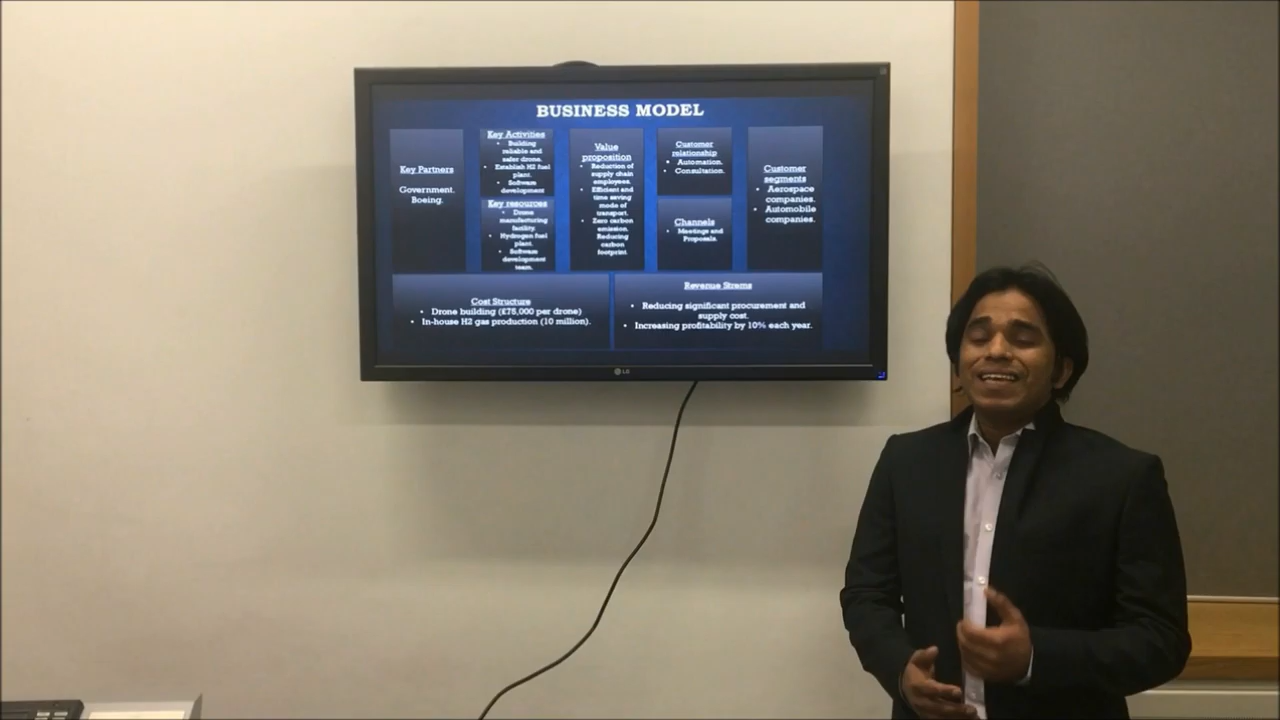 BUSINESS MODEL
Key Partners
Government.
Boeing.
Key Activities
• Building
reliable and
safer drone.
• Establish H2 fuel
plant.
• Software
development
Key resources
• Drone
manufacturing
facility.
• Hydrogen fuel
plant.
• Software
development
team.
Value
proposition
• Reduction of
supply chain
employees.
• Efficient and
time saving
mode of
transport.
• Zero carbon
emission.
Reducing
carbon
footprint.
Customer
relationship
• Automation.
• Consultation.
Channels
• Meetings and
Proposals.
Customer
segments
• Aerospace
companies.
• Automobile
companies.
Cost Structure
• Drone building (£75,000 per drone)
• In-house H2 gas production (10 million).
Revenue Strems
• Reducing significant procurement and
supply cost.
• Increasing profitability by 10% each year.
LG